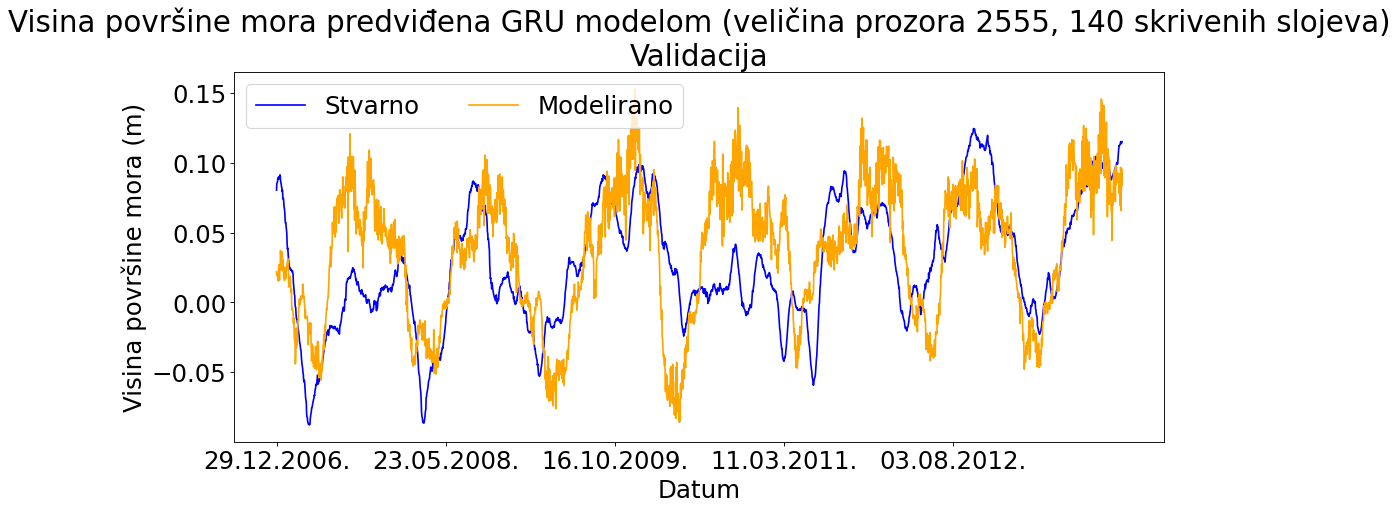 Visina površine mora predviđena GRU modelom (veličina prozora 2555, 140 skrivenih slojeva)
Validacija
Stvarno
Modelirano
Visina površine mora (m)
0.15
0.10
0.05
0.00
−0.05
29.12.2006.
23.05.2008.
16.10.2009.
11.03.2011.
03.08.2012.
Datum